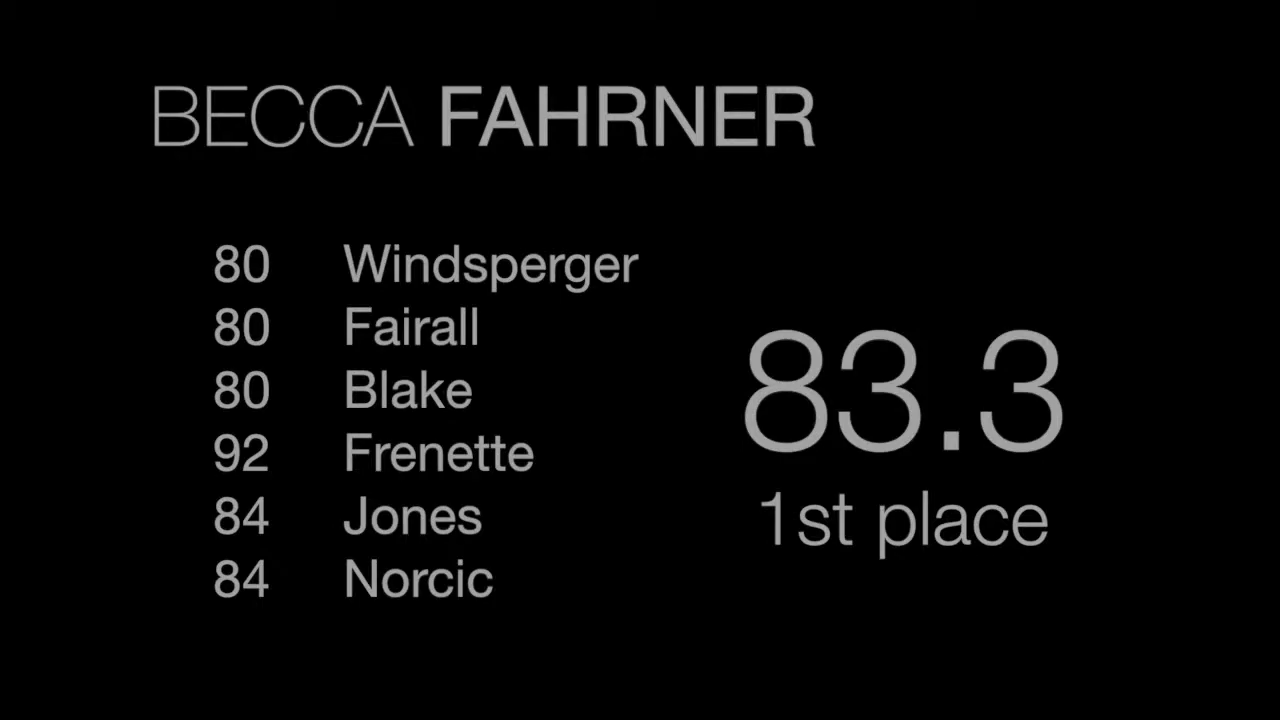 BECCA FAHRNER
80 Windsperger
80 Fairall
80 Blake
92 Frenette
84 Jones
84 Norcic
83.3
1st place